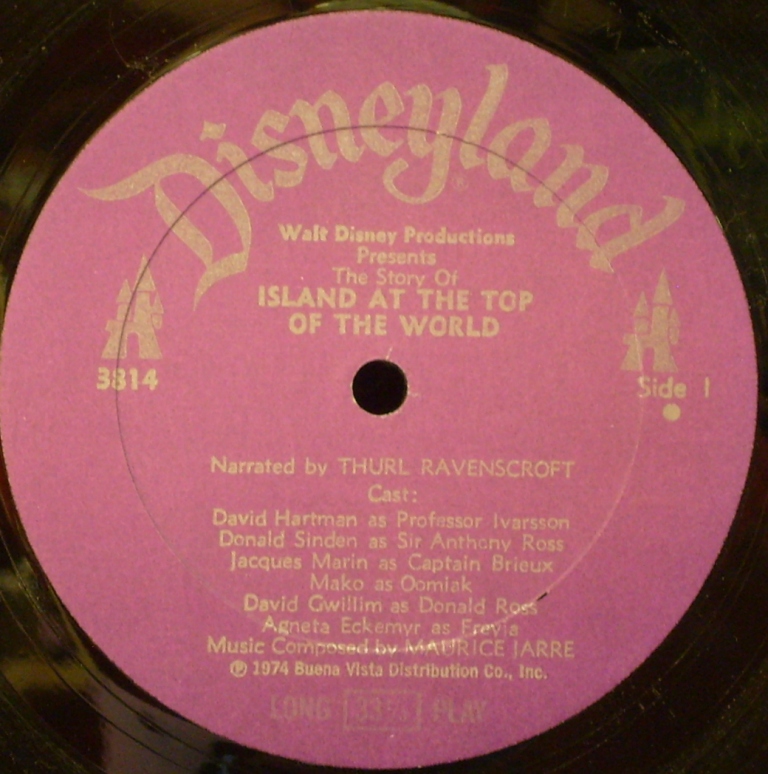 Disneyland
®
Walt Disney Productions
Presents
The Story Of
ISLAND AT THE TOP
OF THE WORLD
3814
Side 1
Narrated by THURL RAVENSCROFT
Cast:
David Hartman as Professor Ivarsson
Donald Sinden as Sir Anthony Ross
Jacques Marin as Captain Brieux
Mako as Oomiak
David Gwillim as Donald Ross
Agneta Eckemyr as Freyja
Music Composed by MAURICE JARRE
℗ 1974 Buena Vista Distribution Co., Inc.
LONG 33⅓ PLAY